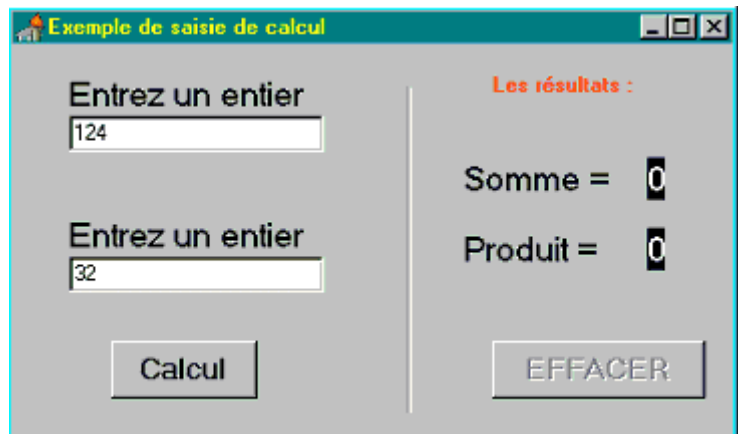 Exemple de saisie de calcul
Entrez un entier
124
Entrez un entier
32
Calcul
Les résultats :
Somme = 0
Produit = 0
EFFACER